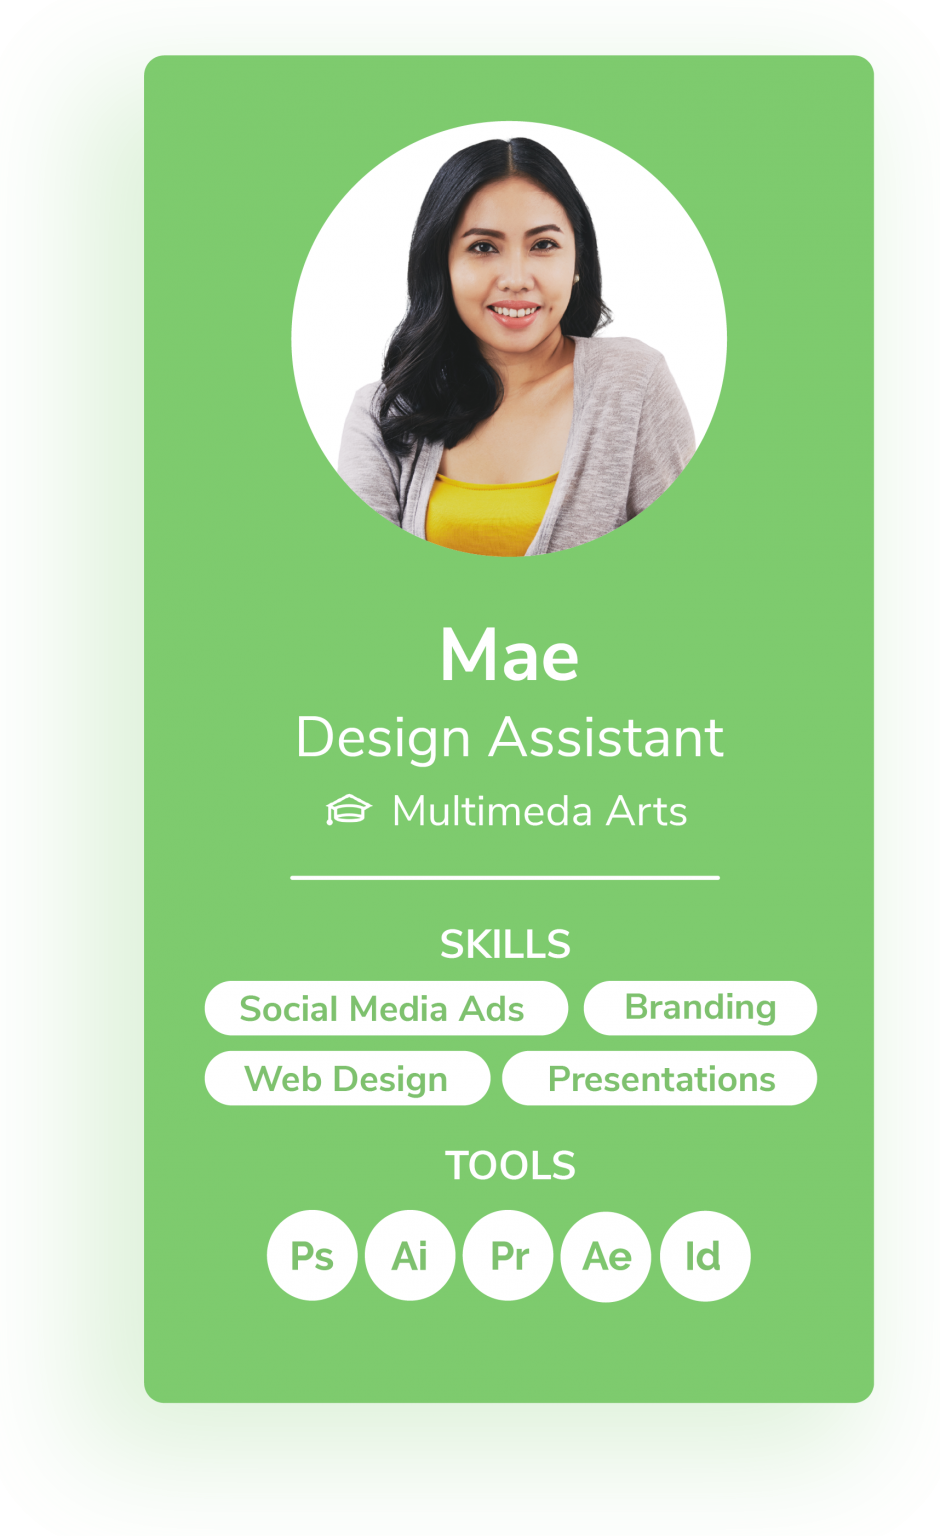 Mae
Design Assistant
Multimeda Arts
SKILLS
Social Media Ads Branding
Web Design Presentations
TOOLS
Ps Ai Pr Ae Id